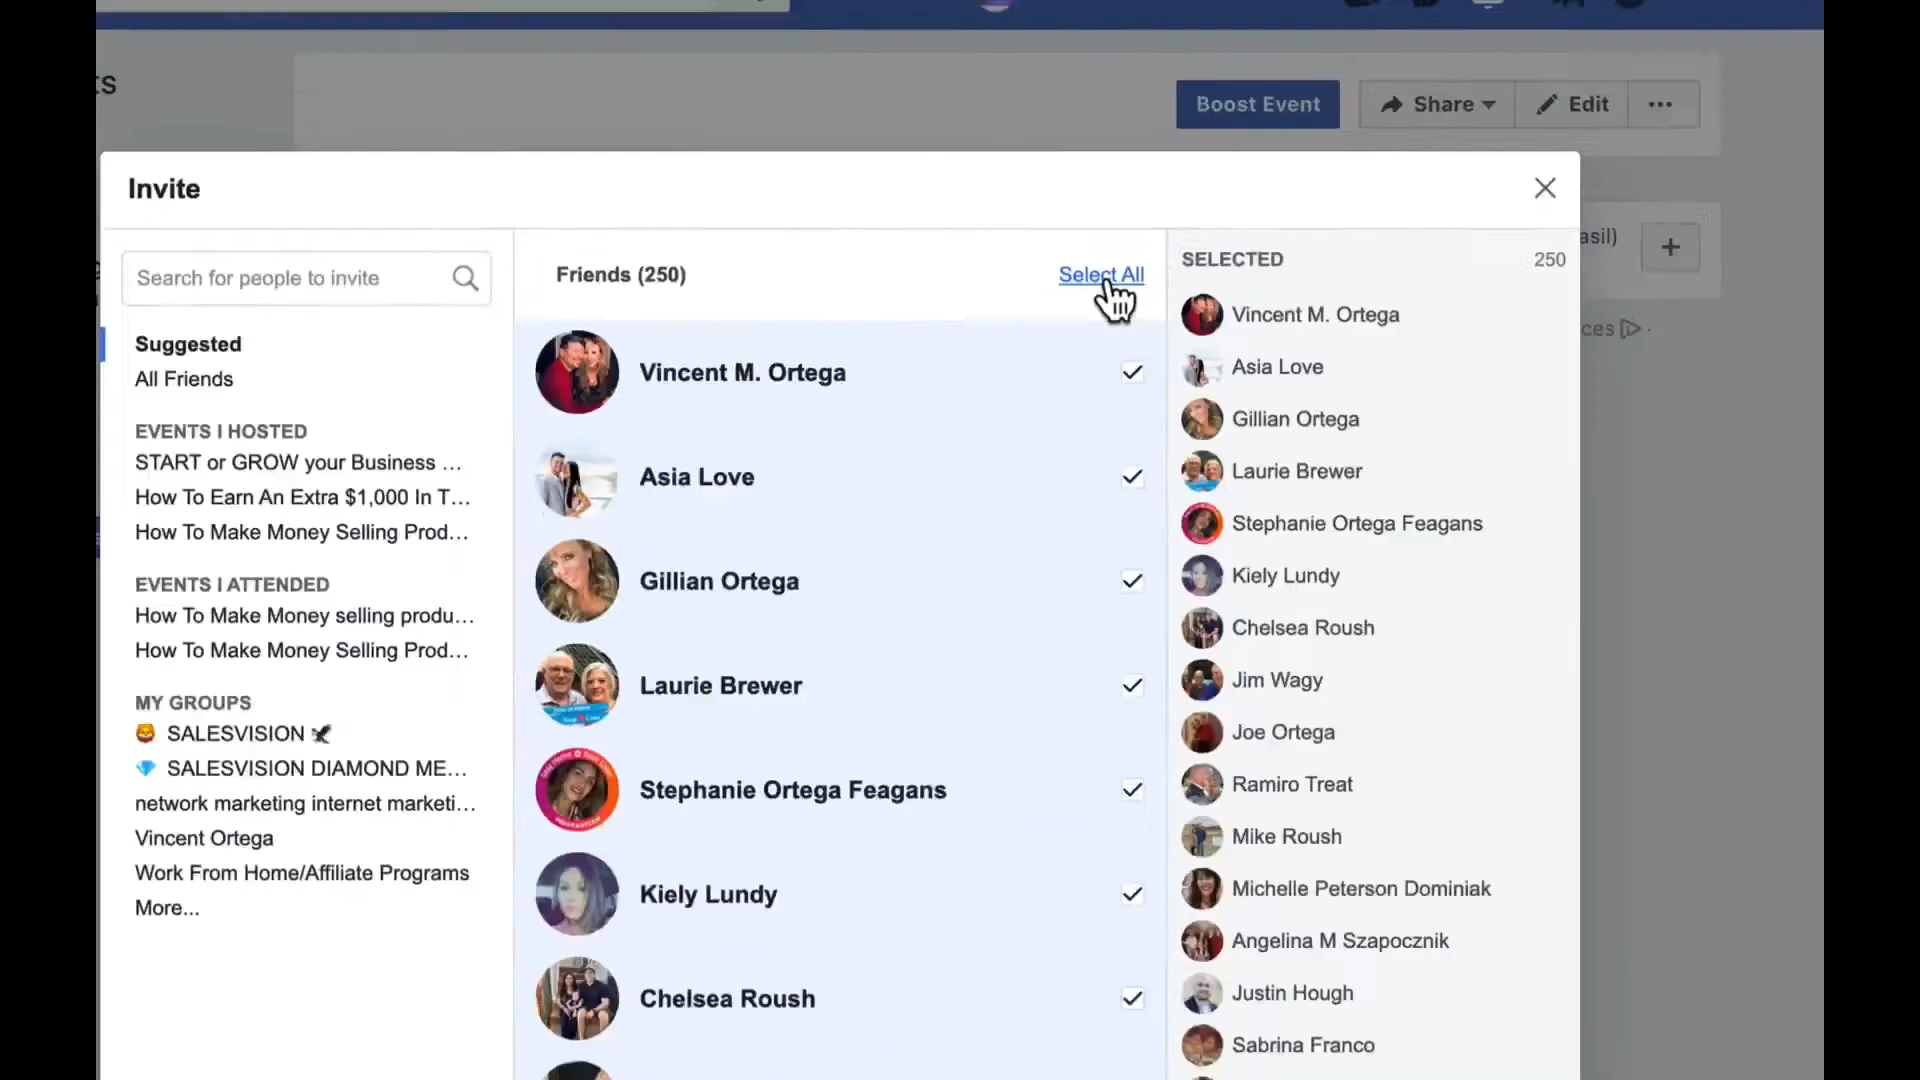 ts
Boost Event
Share
Edit
Invite
Search for people to invite
Suggested
All Friends
EVENTS I HOSTED
START or GROW your Business ...
How To Earn An Extra $1,000 In T...
How To Make Money Selling Prod...
EVENTS I ATTENDED
How To Make Money selling produ...
How To Make Money Selling Prod...
MY GROUPS
SALESVISION
SALESVISION DIAMOND ME...
network marketing internet marketi...
Vincent Ortega
Work From Home/Affiliate Programs
More...
Friends (250)
Select All
Vincent M. Ortega
Asia Love
Gillian Ortega
Laurie Brewer
Stephanie Ortega Feagans
Kiely Lundy
Chelsea Roush
SELECTED 250
Vincent M. Ortega
Asia Love
Gillian Ortega
Laurie Brewer
Stephanie Ortega Feagans
Kiely Lundy
Chelsea Roush
Jim Wagy
Joe Ortega
Ramiro Treat
Mike Roush
Michelle Peterson Dominiak
Angelina M Szapocznik
Justin Hough
Sabrina Franco
asil)
ces